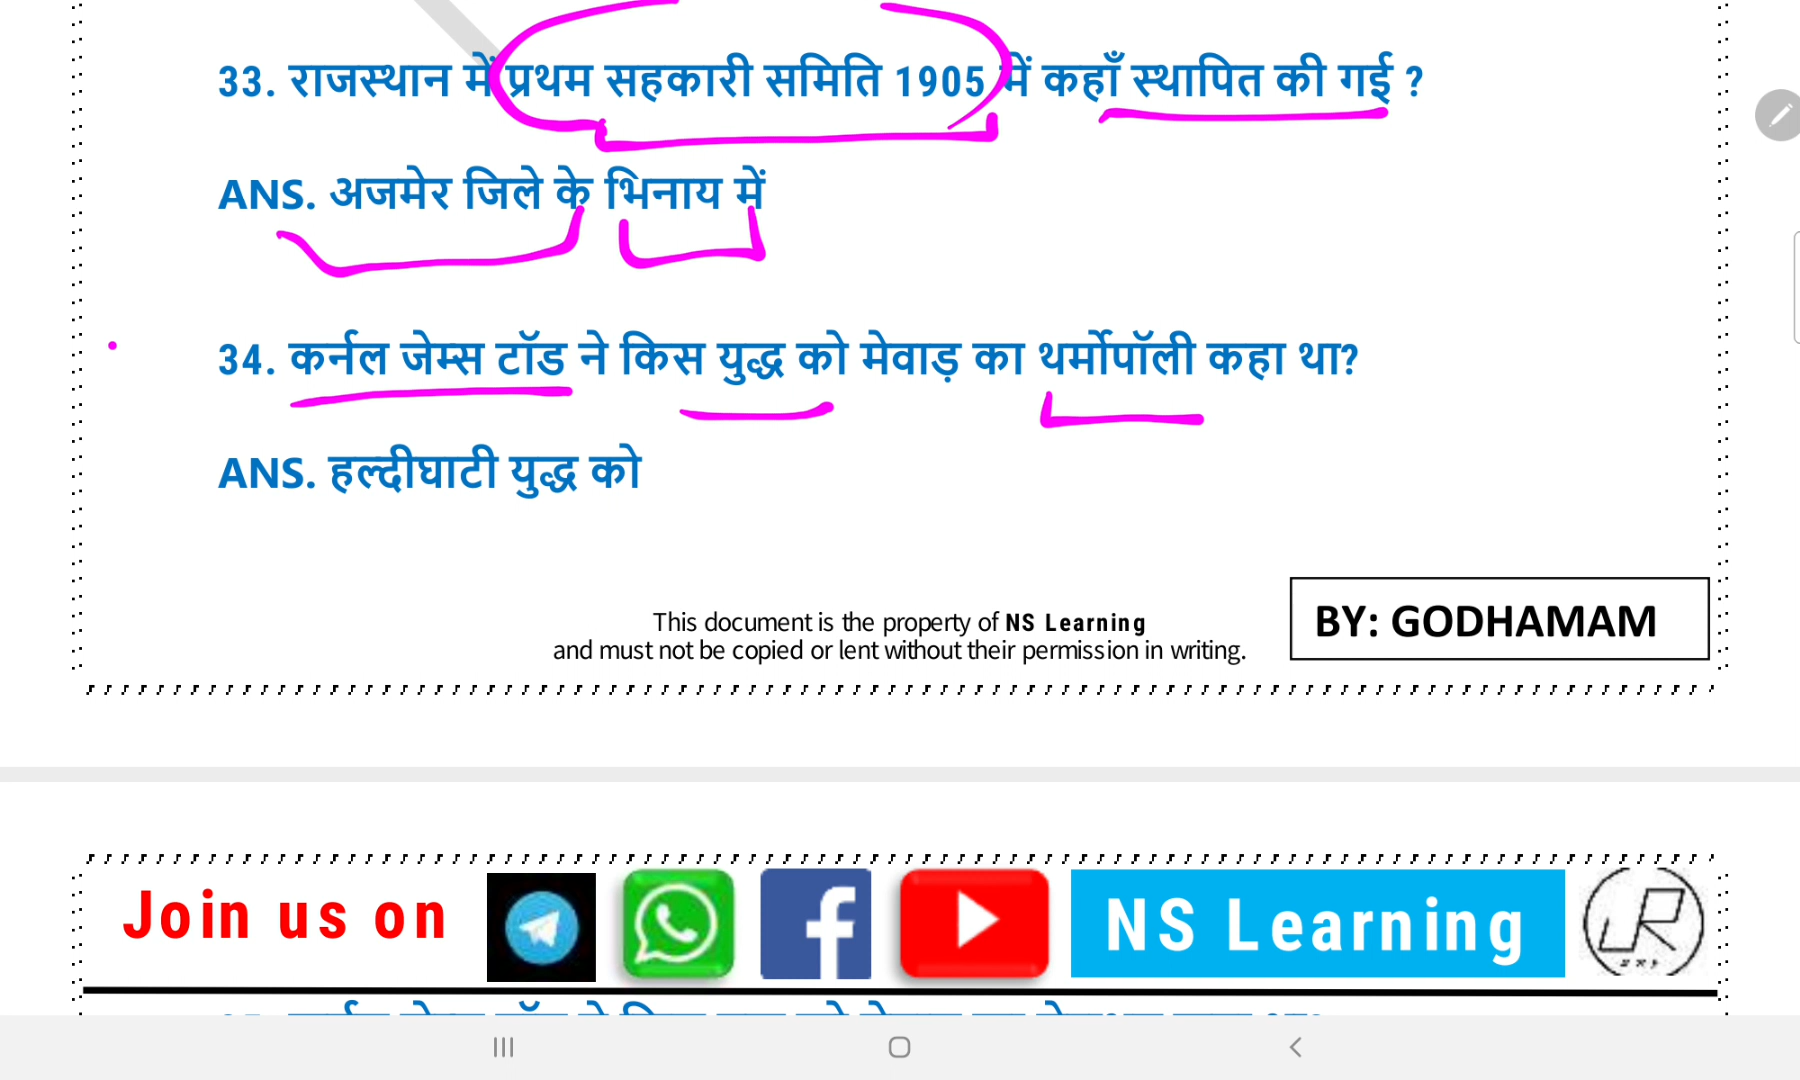 33. राजस्थान में प्रथम सहकारी समिति 1905 में कहाँ स्थापित की गई ?
ANS. अजमेर जिले के भिनाय में
34. कर्नल जेम्स टॉड ने किस युद्ध को मेवाड़ का थर्मोपॉली कहा था?
ANS. हल्दीघाटी युद्ध को
This document is the property of NS Learning
and must not be copied or lent without their permission in writing.
BY: GODHAMAM
Join us on
NS Learning